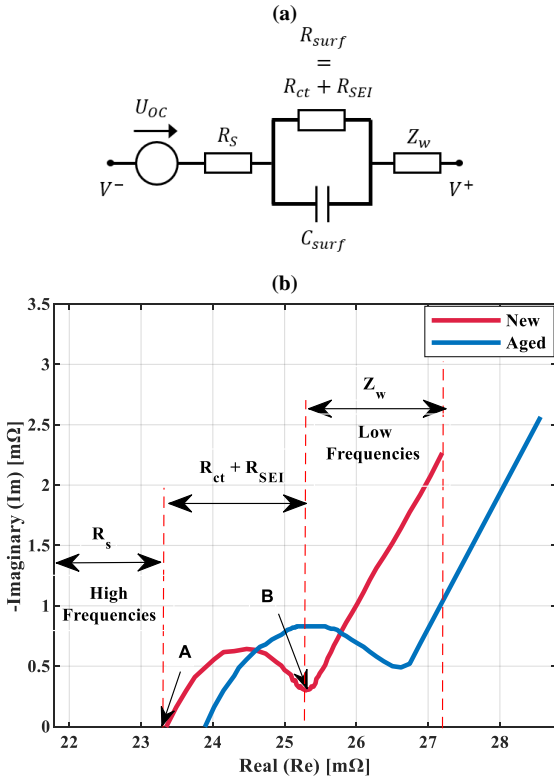 (a)
R_surf
=
R_ct + R_SEI
U_OC
R_S
Z_w
V^-
V^+
C_surf
(b)
3.5
3
2.5
2
1.5
1
0.5
0
-Imaginary (Im) [mΩ]
New
Aged
Z_w
Low
Frequencies
R_ct + R_SEI
R_s
High
Frequencies
A
B
22
23
24
25
26
27
28
Real (Re) [mΩ]